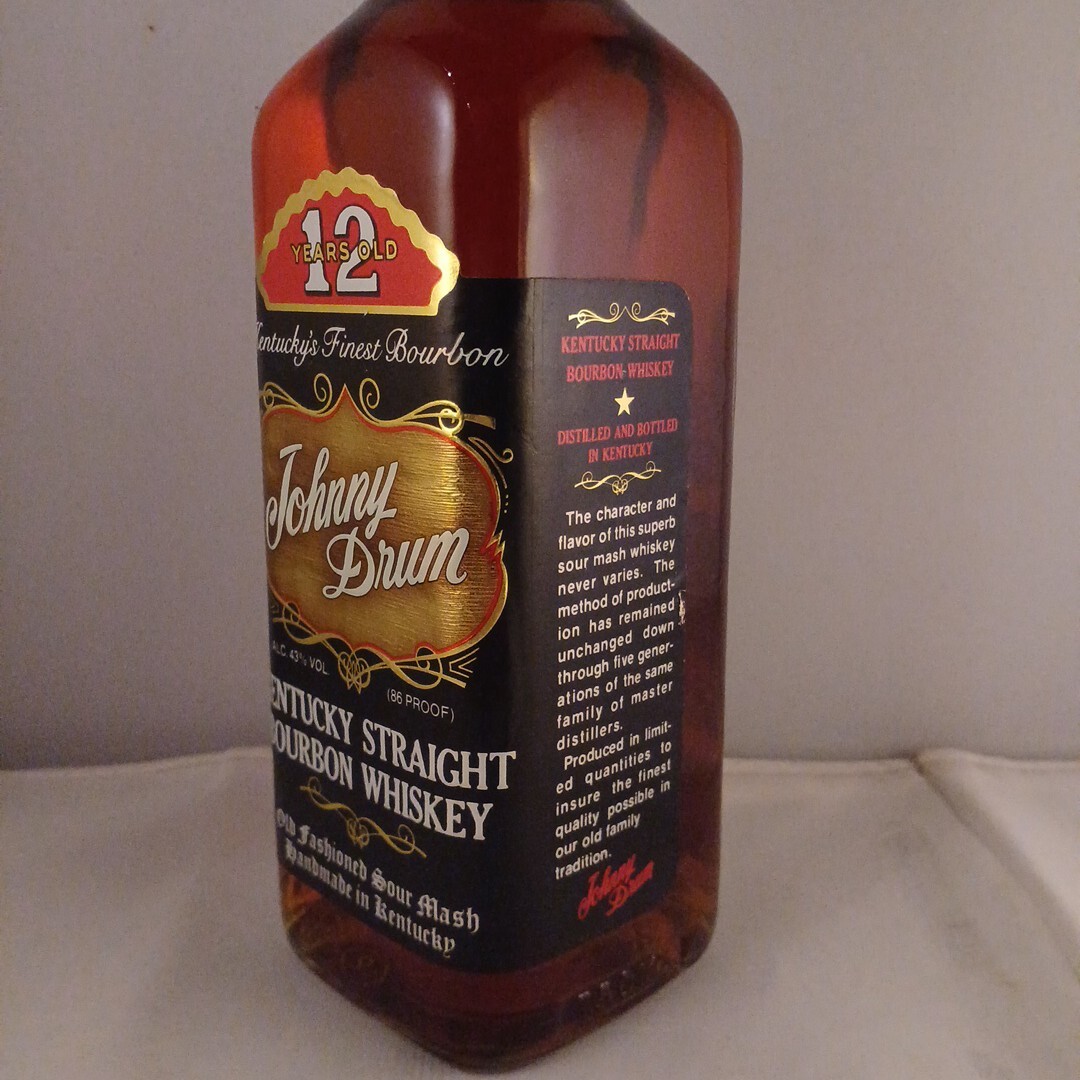 12
YEARS OLD
Kentucky's Finest Bourbon
Johnny
Drum
ALC. 43% VOL
(86 PROOF)
ENTUCKY STRAIGHT
BOURBON WHISKEY
Old Fashioned Sour Mash
Handmade in Kentucky
KENTUCKY STRAIGHT
BOURBON WHISKEY
DISTILLED AND BOTTLED
IN KENTUCKY
The character and
flavor of this superb
sour mash whiskey
never varies. The
method of product-
ion has remained
unchanged down
through five gener-
ations of the same
family of master
distillers.
Produced in limit-
ed quantities to
insure the finest
quality possible in
our old family
tradition.
Johnny
Drum